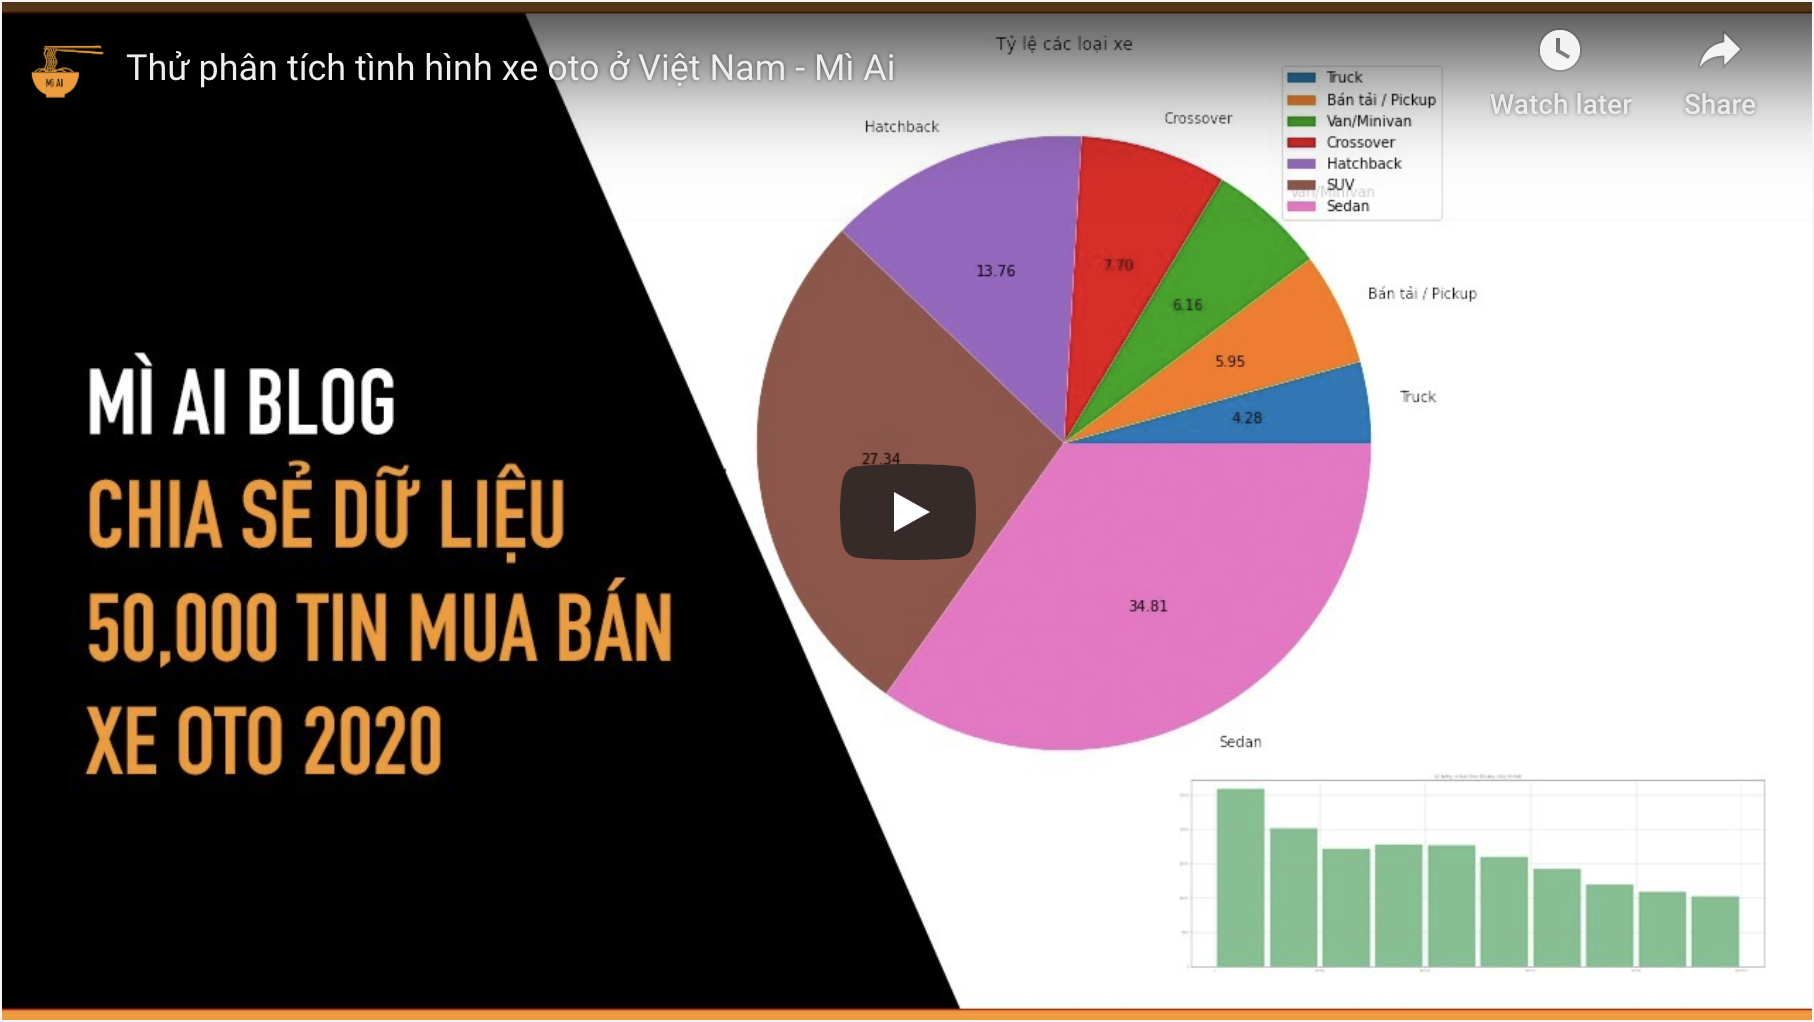 Mì AI
Thử phân tích tình hình xe oto ở Việt Nam - Mì Ai
Watch later
Share
MÌ AI BLOG
CHIA SẺ DỮ LIỆU
50,000 TIN MUA BÁN
XE OTO 2020
Tỷ lệ các loại xe
Truck
Bán tải / Pickup
Van/Minivan
Crossover
Hatchback
SUV
Sedan
Van/Minivan
Hatchback
Crossover
Bán tải / Pickup
Truck
Sedan
13.76
7.70
6.16
5.95
4.28
27.34
34.81